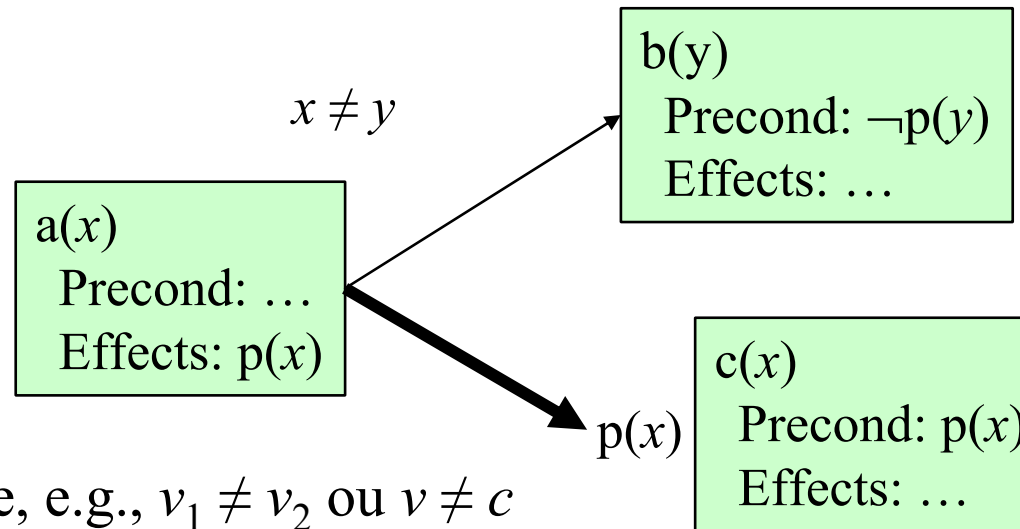 b(y)
Precond: ¬p(y)
Effects: …
x ≠ y
a(x)
Precond: …
Effects: p(x)
p(x)
c(x)
Precond: p(x)
Effects: …
e, e.g., v₁ ≠ v₂ ou v ≠ c